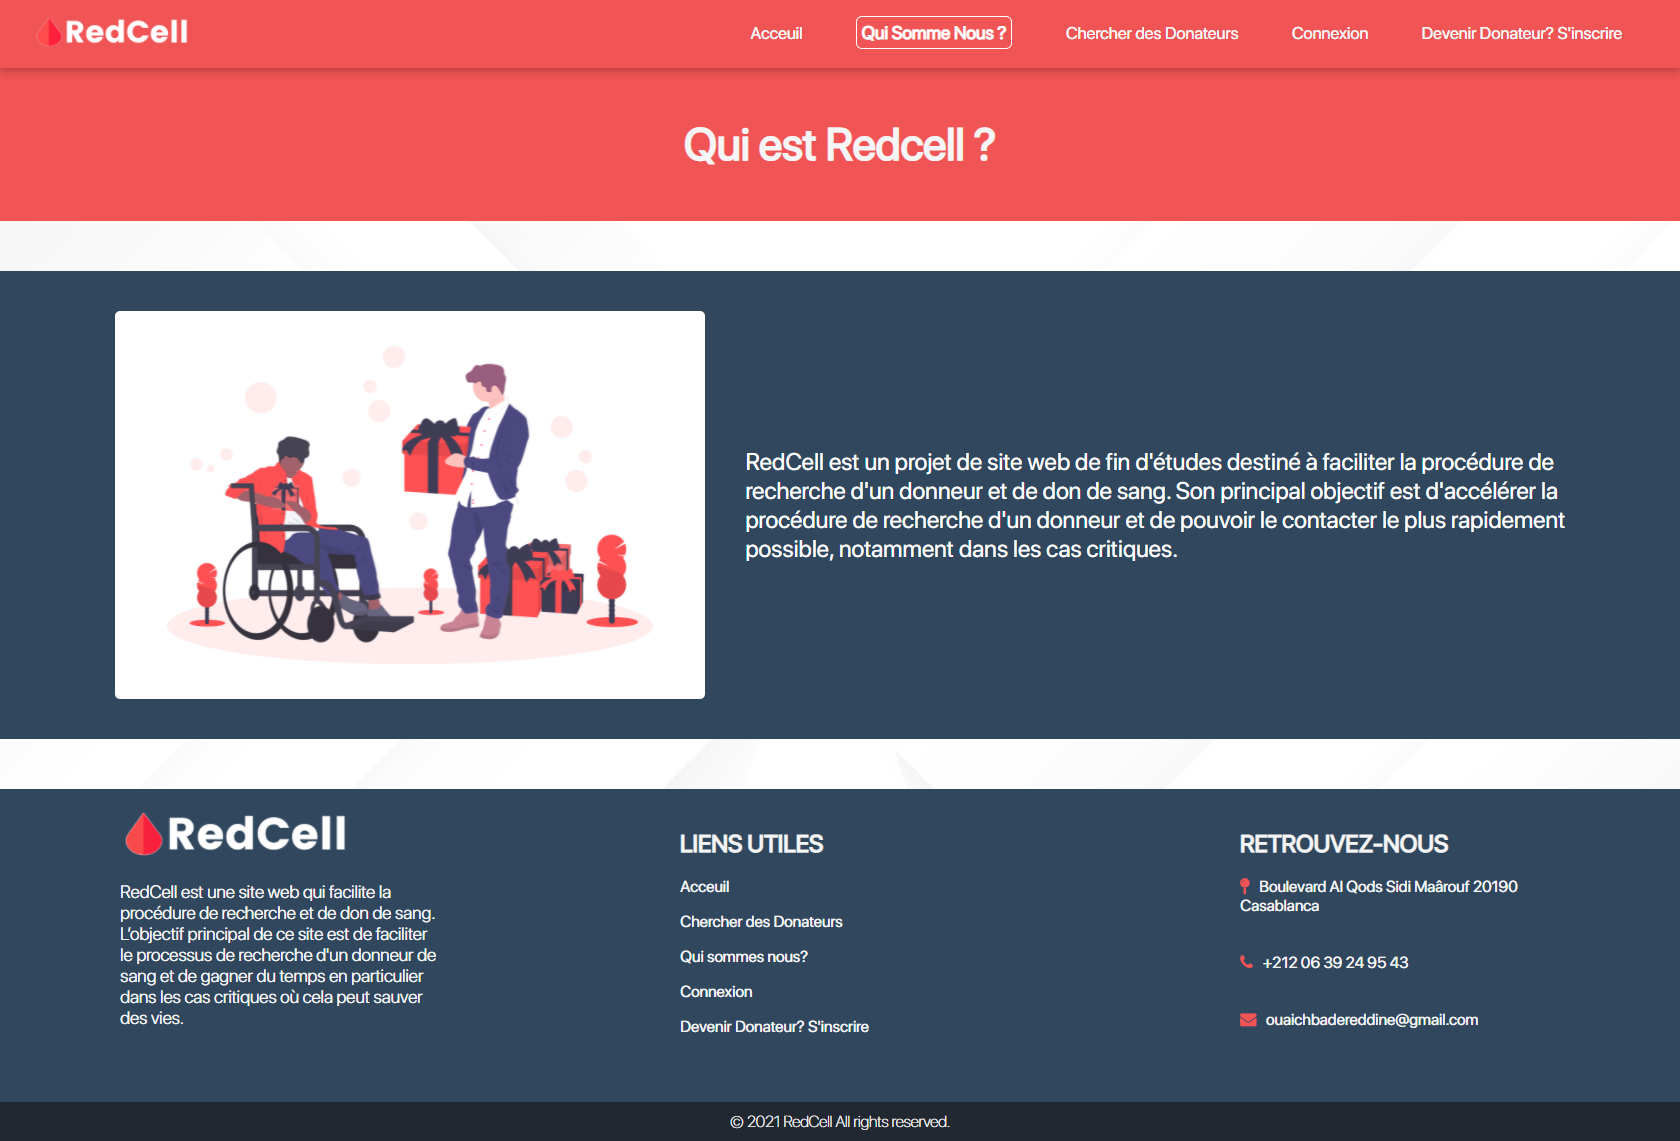 RedCell
Acceuil
Qui Somme Nous ?
Chercher des Donateurs
Connexion
Devenir Donateur? S'inscrire
Qui est Redcell ?
RedCell est un projet de site web de fin d'études destiné à faciliter la procédure de
recherche d'un donneur et de don de sang. Son principal objectif est d'accélérer la
procédure de recherche d'un donneur et de pouvoir le contacter le plus rapidement
possible, notamment dans les cas critiques.
RedCell
RedCell est une site web qui facilite la
procédure de recherche et de don de sang.
L’objectif principal de ce site est de faciliter
le processus de recherche d'un donneur de
sang et de gagner du temps en particulier
dans les cas critiques où cela peut sauver
des vies.
LIENS UTILES
Acceuil
Chercher des Donateurs
Qui sommes nous?
Connexion
Devenir Donateur? S'inscrire
RETROUVEZ-NOUS
Boulevard Al Qods Sidi Maârouf 20190
Casablanca
+212 06 39 24 95 43
ouaichbadereddine@gmail.com
© 2021 RedCell All rights reserved.